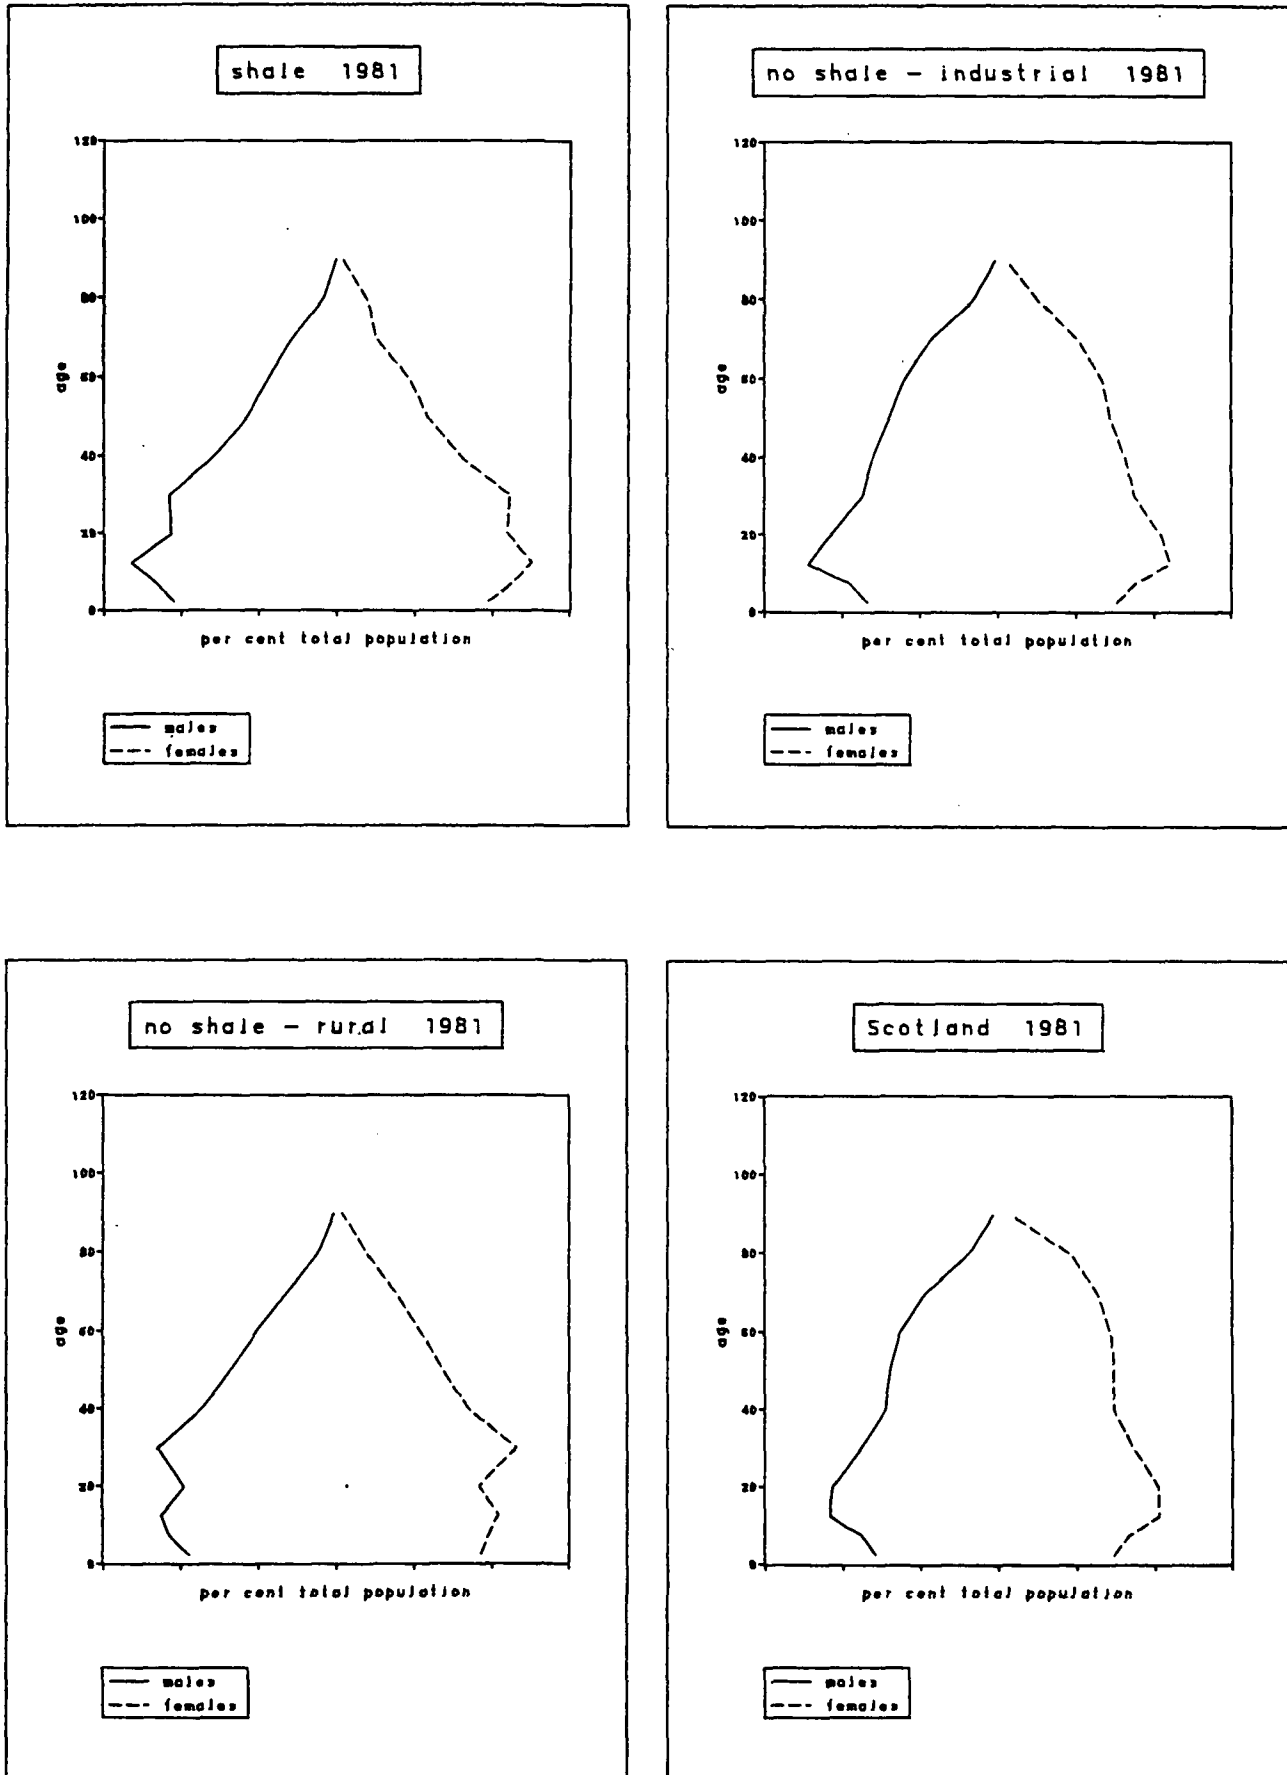 shale 1981
120
100
80
60
40
20
0
age
per cent total population
males
females
no shale – industrial 1981
120
100
80
60
40
20
0
age
per cent total population
males
females
no shale – rural 1981
120
100
80
60
40
20
0
age
per cent total population
males
females
Scotland 1981
120
100
80
60
40
20
0
age
per cent total population
males
females